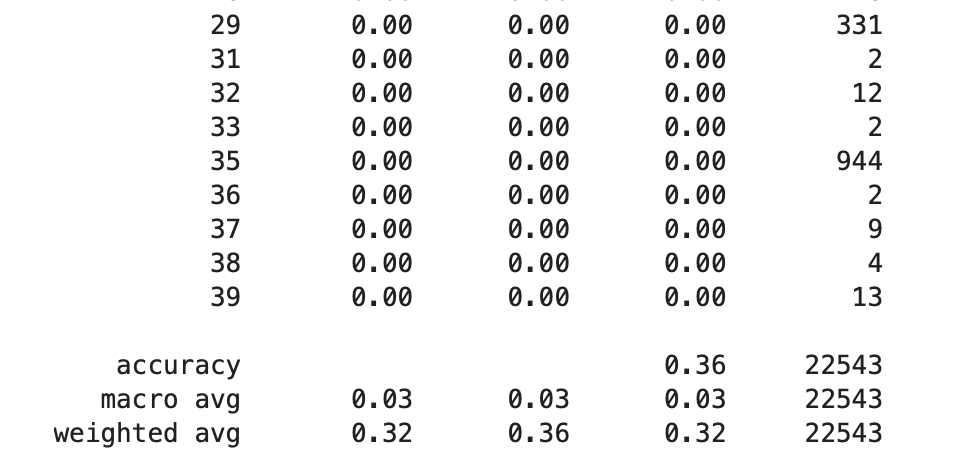 29 0.00 0.00 0.00 331
31 0.00 0.00 0.00 2
32 0.00 0.00 0.00 12
33 0.00 0.00 0.00 2
35 0.00 0.00 0.00 944
36 0.00 0.00 0.00 2
37 0.00 0.00 0.00 9
38 0.00 0.00 0.00 4
39 0.00 0.00 0.00 13
accuracy 0.36 22543
macro avg 0.03 0.03 0.03 22543
weighted avg 0.32 0.36 0.32 22543